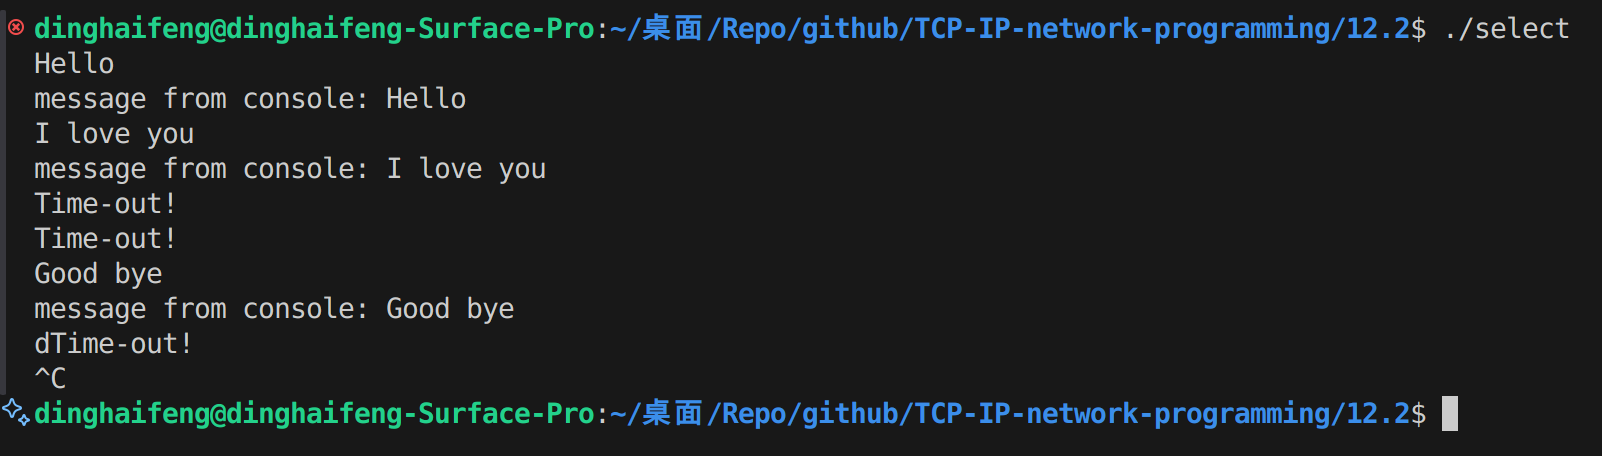 dinghaifeng@dinghaifeng-Surface-Pro:~/桌面/Repo/github/TCP-IP-network-programming/12.2$ ./select
Hello
message from console: Hello
I love you
message from console: I love you
Time-out!
Time-out!
Good bye
message from console: Good bye
dTime-out!
^C
dinghaifeng@dinghaifeng-Surface-Pro:~/桌面/Repo/github/TCP-IP-network-programming/12.2$